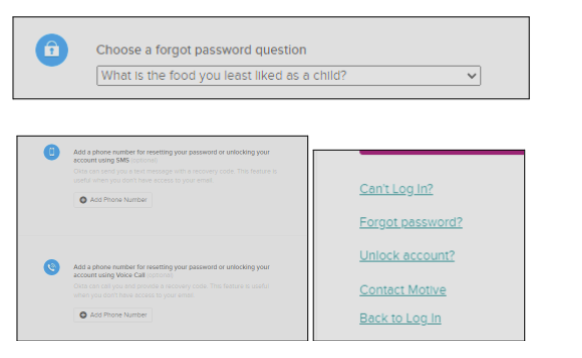 Choose a forgot password question
What is the food you least liked as a child?
Add a phone number for resetting your password or unlocking your
account using SMS (optional)
Okta can send you a text message with a recovery code. This feature is
useful when you don't have access to your email.
Add Phone Number
Add a phone number for resetting your password or unlocking your
account using Voice Call (optional)
Okta can call you and provide a recovery code. This feature is useful
when you don't have access to your email.
Add Phone Number
Can't Log In?
Forgot password?
Unlock account?
Contact Motive
Back to Log In